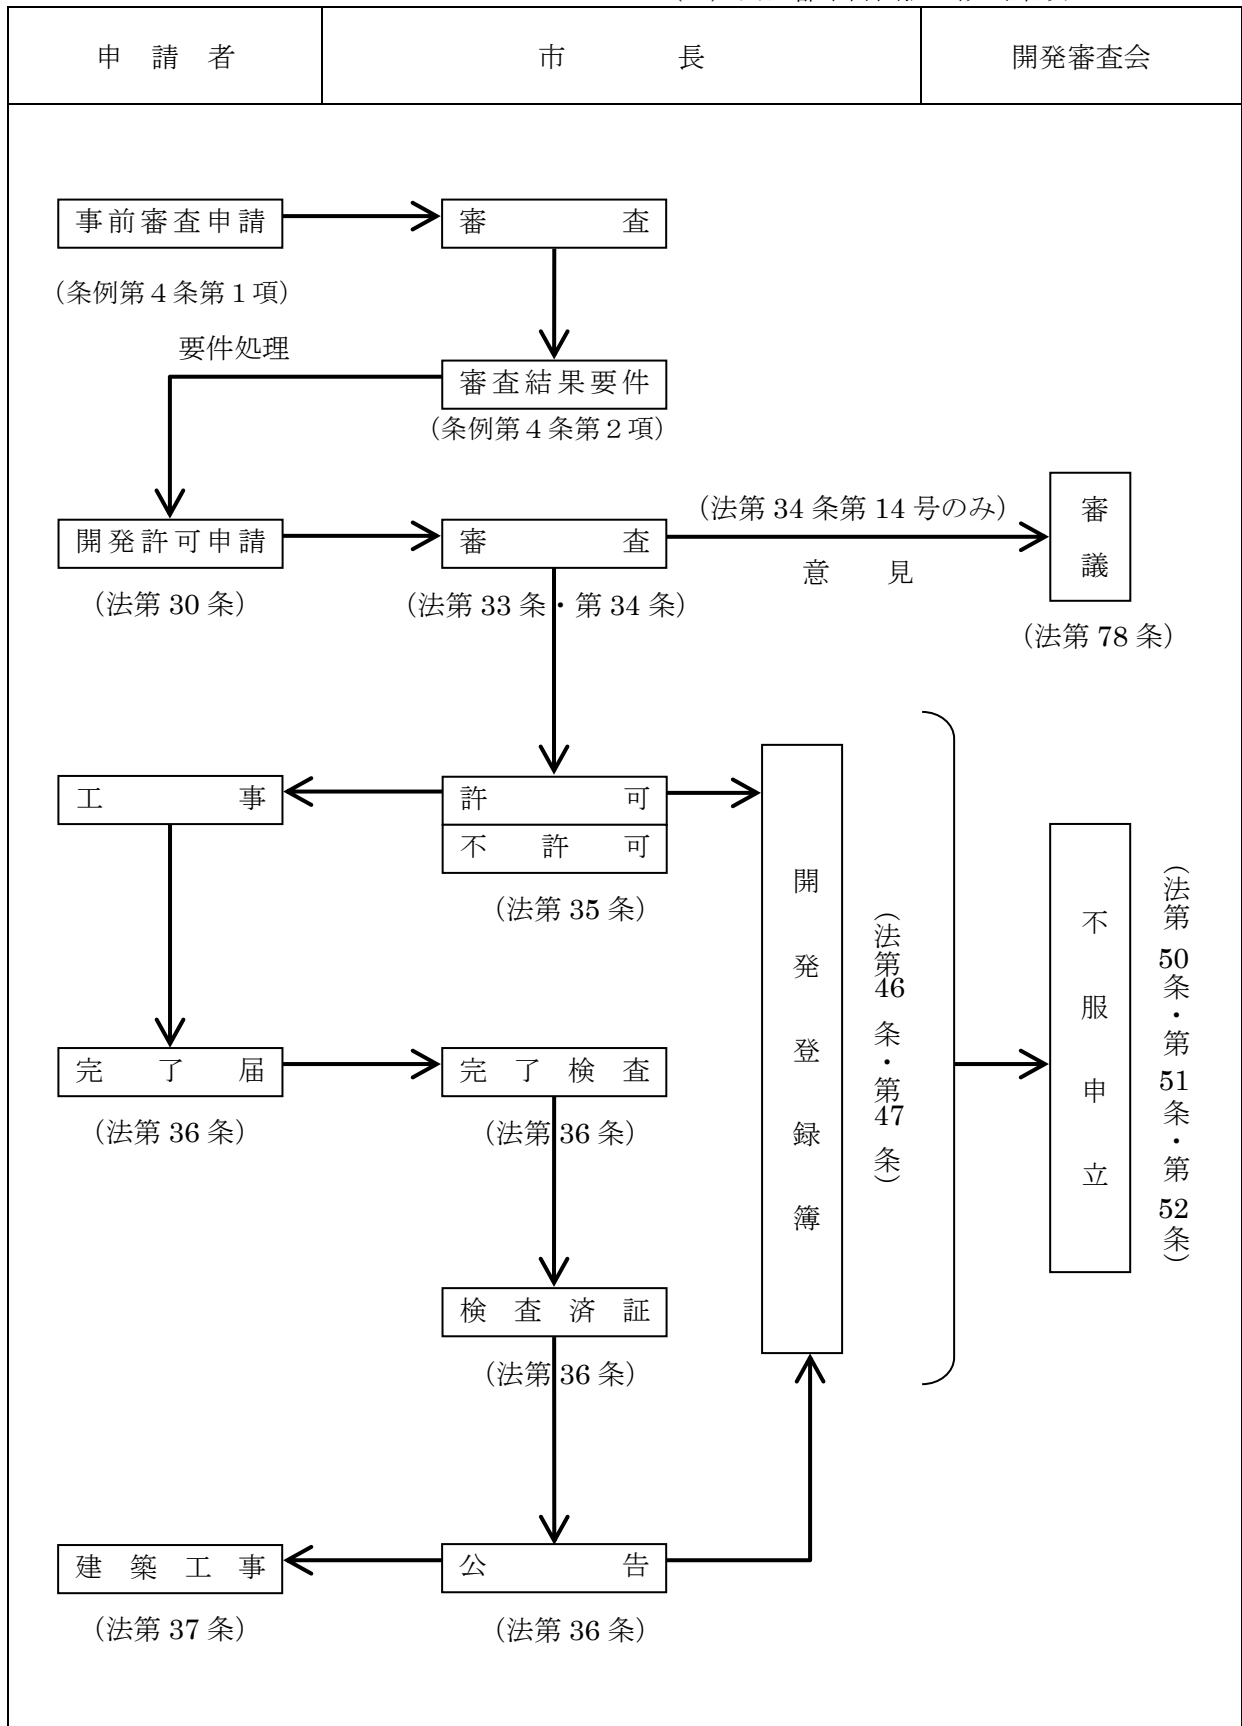 申請者 市長 開発審査会
事前審査申請 審査
(条例第4条第1項)
要件処理
審査結果要件
(条例第4条第2項)
(法第34条第14号のみ) 審議
開発許可申請 審査
意見
(法第30条) (法第33条・第34条)
(法第78条)
工事 許可
不許可
(法第35条)
開発登録簿
(法第46条・第47条)
不服申立
(法第50条・第51条・第52条)
完了届 完了検査
(法第36条) (法第36条)
検査済証
(法第36条)
建築工事 公告
(法第37条) (法第36条)